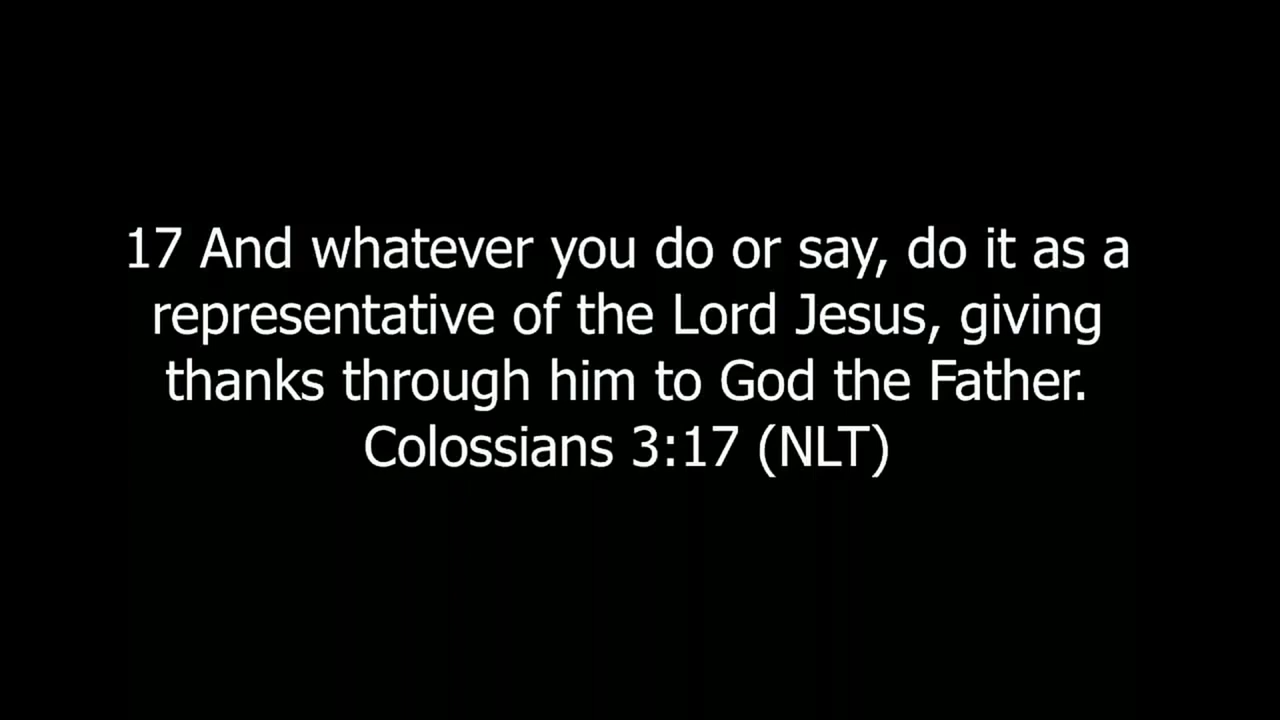 17 And whatever you do or say, do it as a
representative of the Lord Jesus, giving
thanks through him to God the Father.
Colossians 3:17 (NLT)